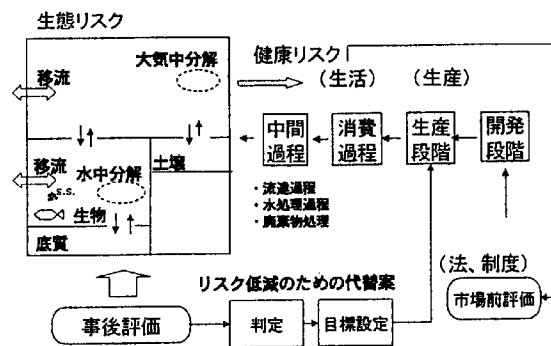 生態リスク
健康リスク
大気中分解
移流
(生活)
(生産)
中間
過程
消費
過程
生産
段階
開発
段階
移流
水中分解
土壌
s.s.
生物
底質
・流達過程
・水処理過程
・廃棄物処理
(法、制度)
リスク低減のための代替案
市場前評価
事後評価
判定
目標設定